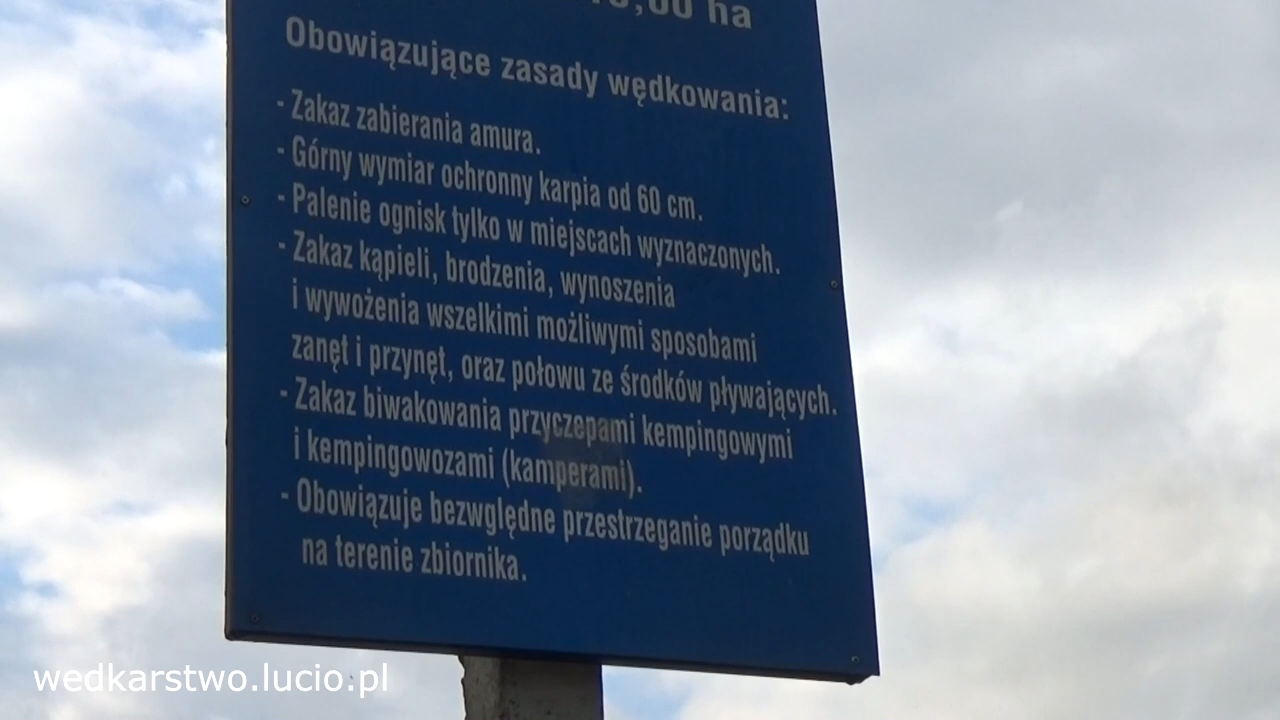 ha
Obowiązujące zasady wędkowania:
- Zakaz zabierania amura.
- Górny wymiar ochronny karpia od 60 cm.
- Palenie ognisk tylko w miejscach wyznaczonych.
- Zakaz kąpieli, brodzenia, wynoszenia
i wywożenia wszelkimi możliwymi sposobami
zanęt i przynęt, oraz połowu ze środków pływających.
- Zakaz biwakowania przyczepami kempingowymi
i kempingowozami (kamperami).
- Obowiązuje bezwględne przestrzeganie porządku
na terenie zbiornika.
wedkarstwo.lucio.pl